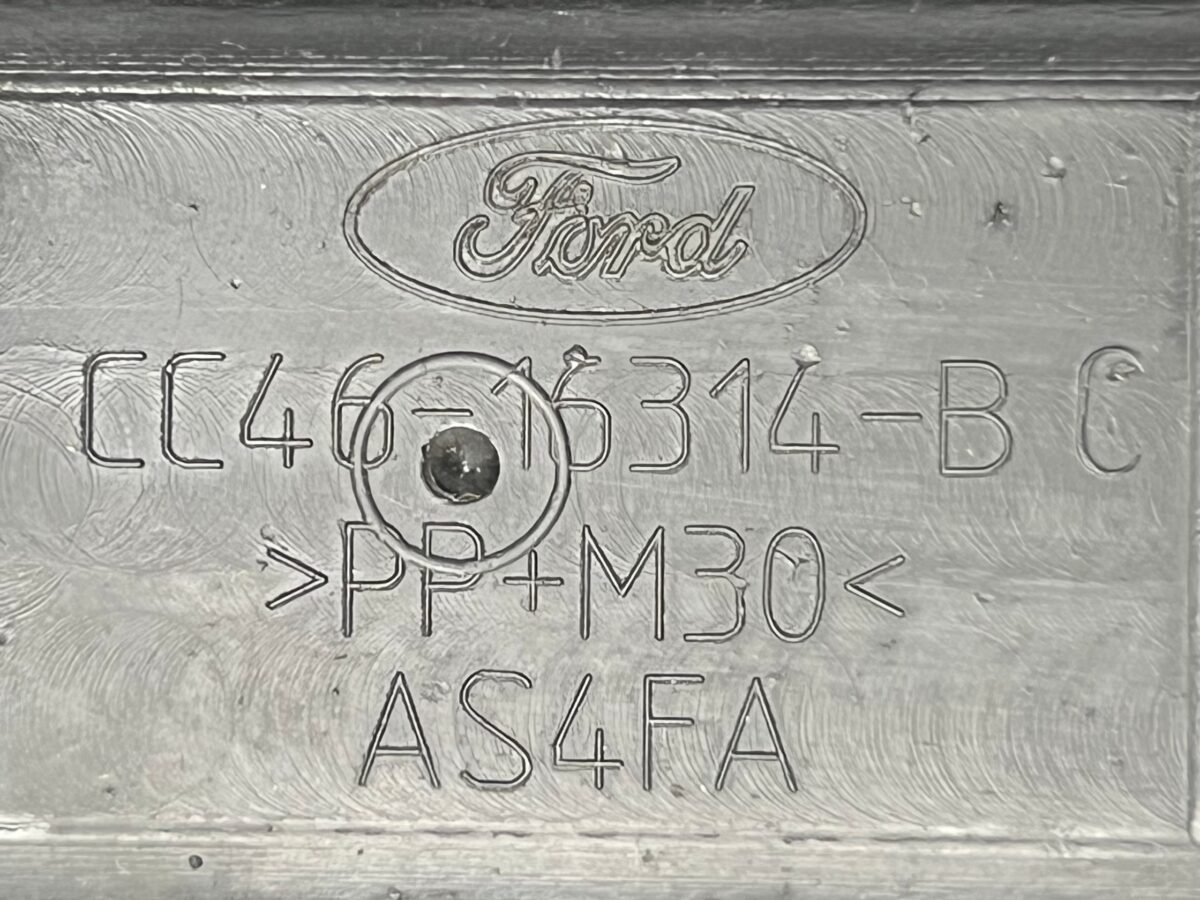 Ford
CC46-16314-B C
>PP+M30<
AS4FA